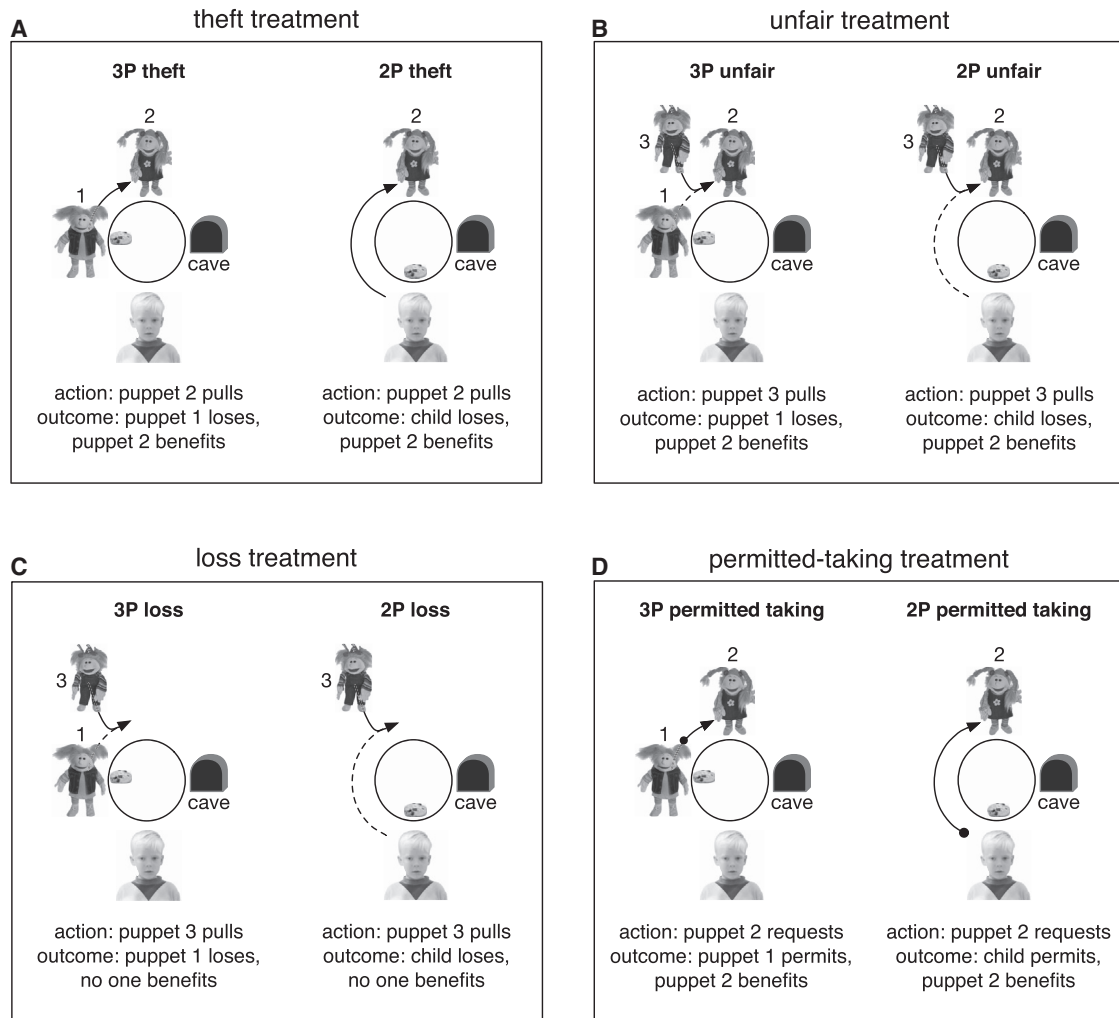 A
theft treatment
3P theft
2P theft
2
2
1
cave
cave
action: puppet 2 pulls
outcome: puppet 1 loses,
puppet 2 benefits
action: puppet 2 pulls
outcome: child loses,
puppet 2 benefits
B
unfair treatment
3P unfair
2P unfair
2
2
3
3
1
cave
cave
action: puppet 3 pulls
outcome: puppet 1 loses,
puppet 2 benefits
action: puppet 3 pulls
outcome: child loses,
puppet 2 benefits
C
loss treatment
3P loss
2P loss
3
3
1
cave
cave
action: puppet 3 pulls
outcome: puppet 1 loses,
no one benefits
action: puppet 3 pulls
outcome: child loses,
no one benefits
D
permitted-taking treatment
3P permitted taking
2P permitted taking
2
2
1
cave
cave
action: puppet 2 requests
outcome: puppet 1 permits,
puppet 2 benefits
action: puppet 2 requests
outcome: child permits,
puppet 2 benefits